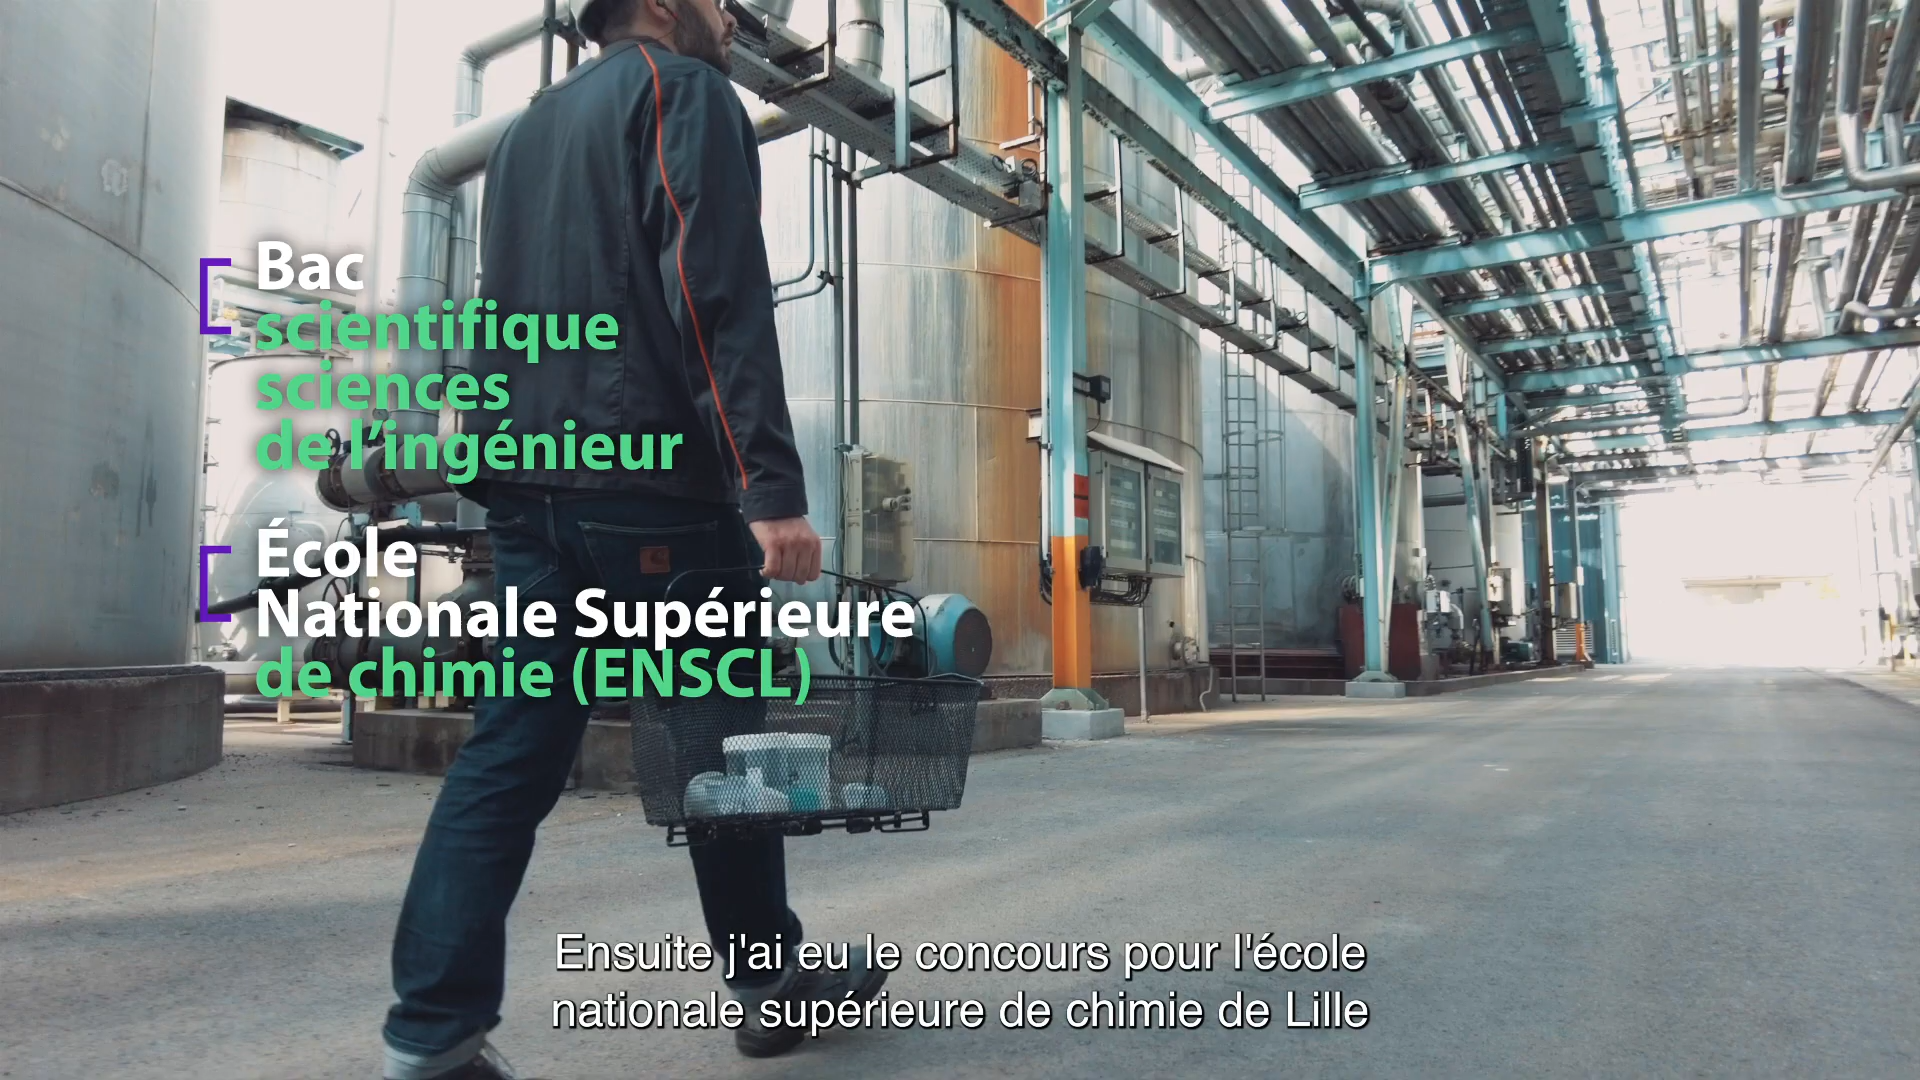 Bac
scientifique
sciences
de l’ingénieur
École
Nationale Supérieure
de chimie (ENSCL)
Ensuite j'ai eu le concours pour l'école
nationale supérieure de chimie de Lille